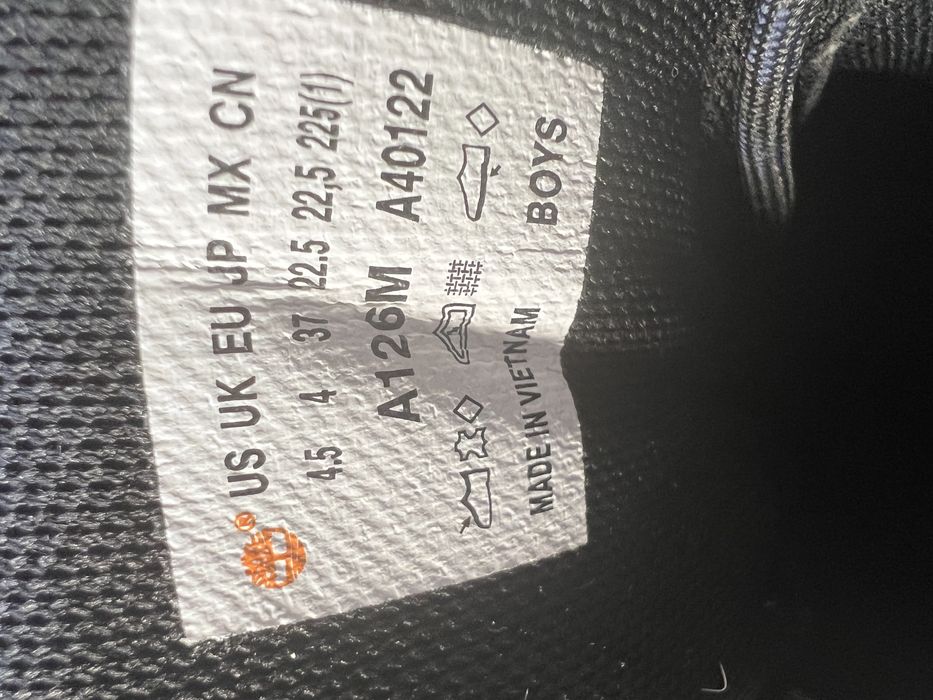 US UK EU JP MX CN
4.5 4 37 22.5 22,5 225(1)
A126M A40122
MADE IN VIETNAM BOYS